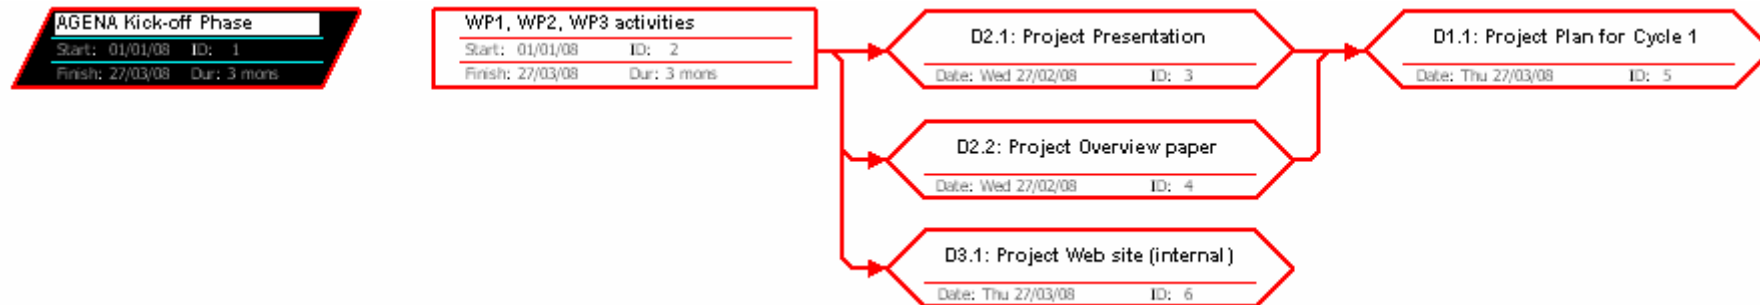 AGENA Kick-off Phase
Start: 01/01/08 ID: 1
Finish: 27/03/08 Dur: 3 mons
WP1, WP2, WP3 activities
Start: 01/01/08 ID: 2
Finish: 27/03/08 Dur: 3 mons
D2.1: Project Presentation
Date: Wed 27/02/08 ID: 3
D1.1: Project Plan for Cycle 1
Date: Thu 27/03/08 ID: 5
D2.2: Project Overview paper
Date: Wed 27/02/08 ID: 4
D3.1: Project Web site (internal)
Date: Thu 27/03/08 ID: 6